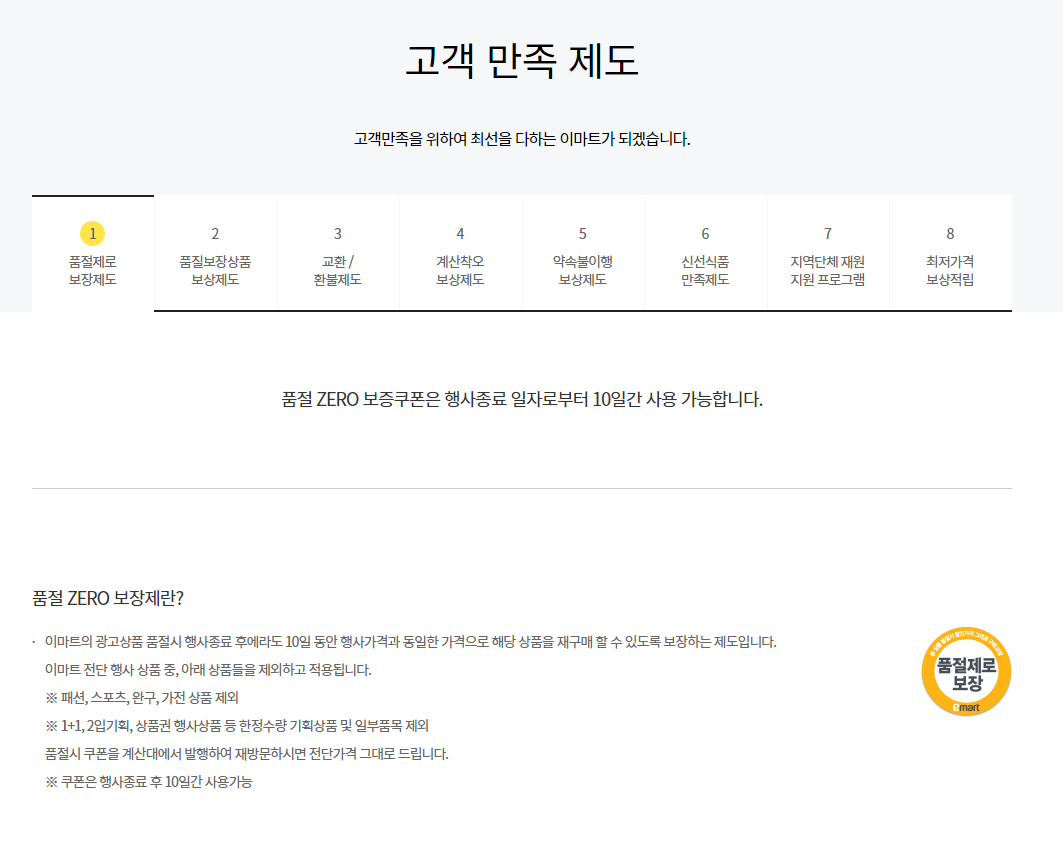 고객 만족 제도
고객만족을 위하여 최선을 다하는 이마트가 되겠습니다.
1
품절제로
보장제도
2
품질보장상품
보상제도
3
교환 /
환불제도
4
계산착오
보상제도
5
약속불이행
보상제도
6
신선식품
만족제도
7
지역단체 재원
지원 프로그램
8
최저가격
보상적립
품절 ZERO 보증쿠폰은 행사종료 일자로부터 10일간 사용 가능합니다.
품절 ZERO 보장제란?
· 이마트의 광고상품 품절시 행사종료 후에라도 10일 동안 행사가격과 동일한 가격으로 해당 상품을 재구매 할 수 있도록 보장하는 제도입니다.
이마트 전단 행사 상품 중, 아래 상품들을 제외하고 적용됩니다.
※ 패션, 스포츠, 완구, 가전 상품 제외
※ 1+1, 2입기획, 상품권 행사상품 등 한정수량 기획상품 및 일부품목 제외
품절시 쿠폰을 계산대에서 발행하여 재방문하시면 전단가격 그대로 드립니다.
※ 쿠폰은 행사종료 후 10일간 사용가능
품절제로
보장
emart